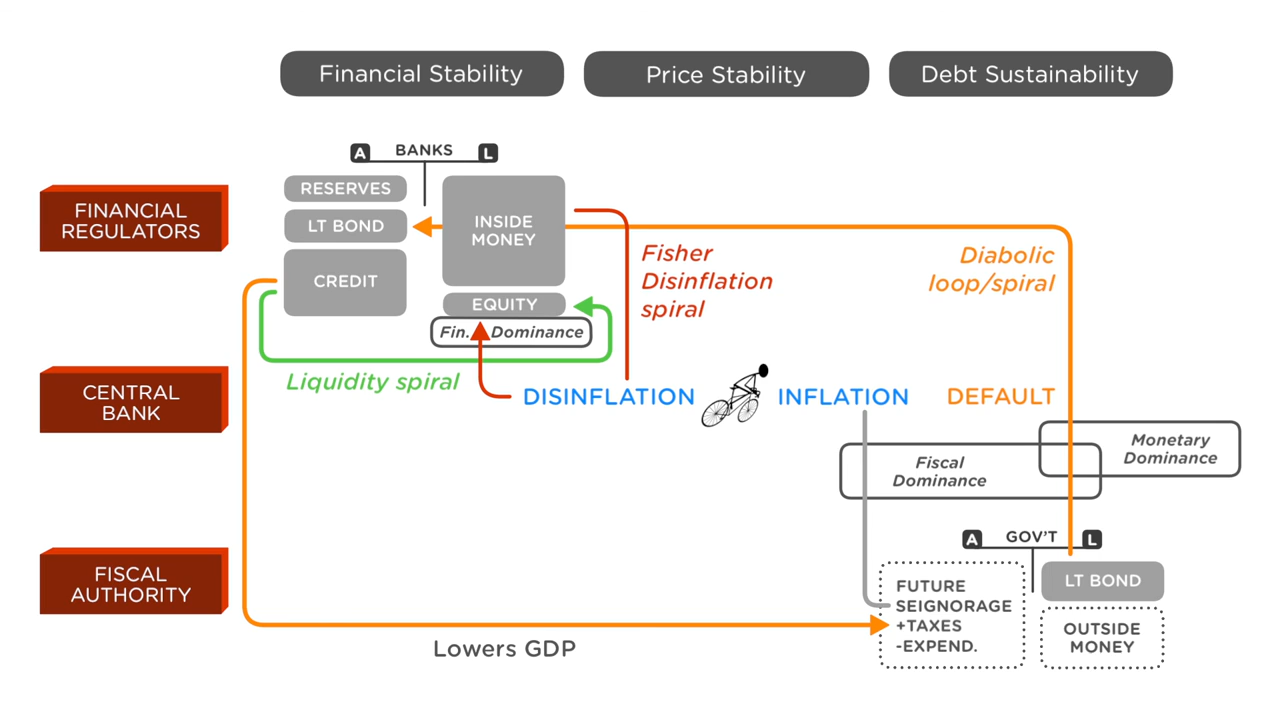 Financial Stability
Price Stability
Debt Sustainability
A BANKS L
FINANCIAL
REGULATORS
RESERVES
LT BOND
CREDIT
INSIDE
MONEY
EQUITY
Fin. Dominance
Fisher
Disinflation
spiral
Diabolic
loop/spiral
Liquidity spiral
CENTRAL
BANK
DISINFLATION
INFLATION
DEFAULT
Monetary
Dominance
Fiscal
Dominance
A GOV'T L
FISCAL
AUTHORITY
FUTURE
SEIGNORAGE
+TAXES
-EXPEND.
LT BOND
OUTSIDE
MONEY
Lowers GDP